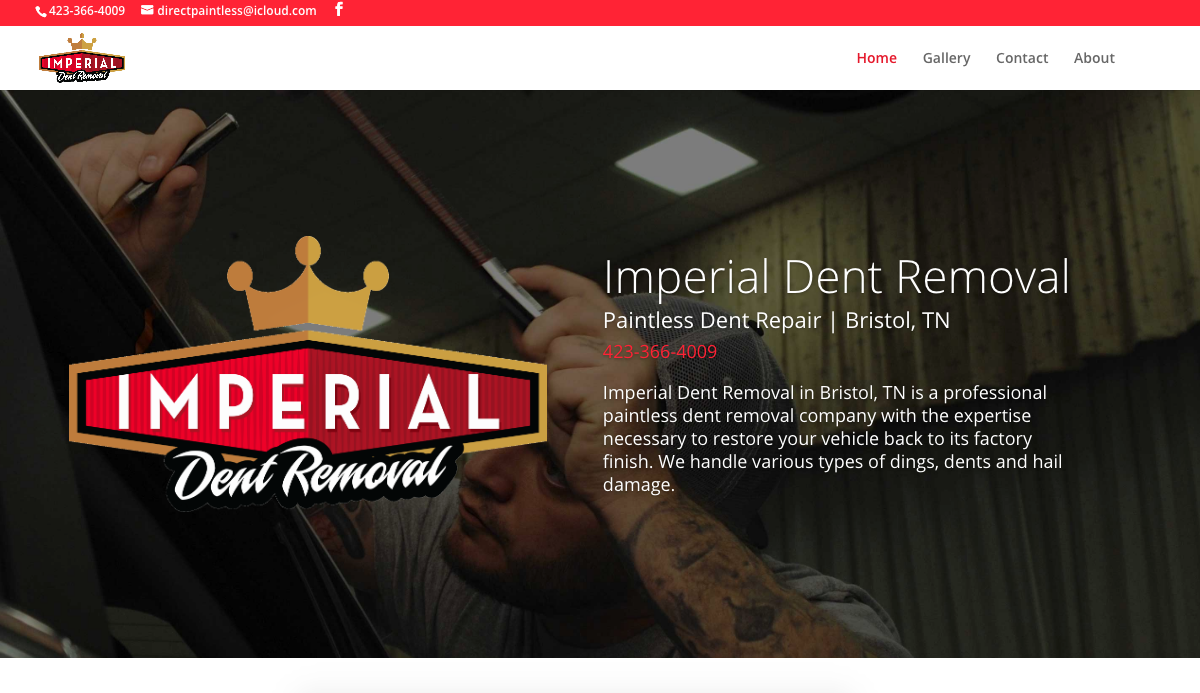 423-366-4009 directpaintless@icloud.com
IMPERIAL
Dent Removal
Home Gallery Contact About
IMPERIAL
Dent Removal
Imperial Dent Removal
Paintless Dent Repair | Bristol, TN
423-366-4009
Imperial Dent Removal in Bristol, TN is a professional
paintless dent removal company with the expertise
necessary to restore your vehicle back to its factory
finish. We handle various types of dings, dents and hail
damage.